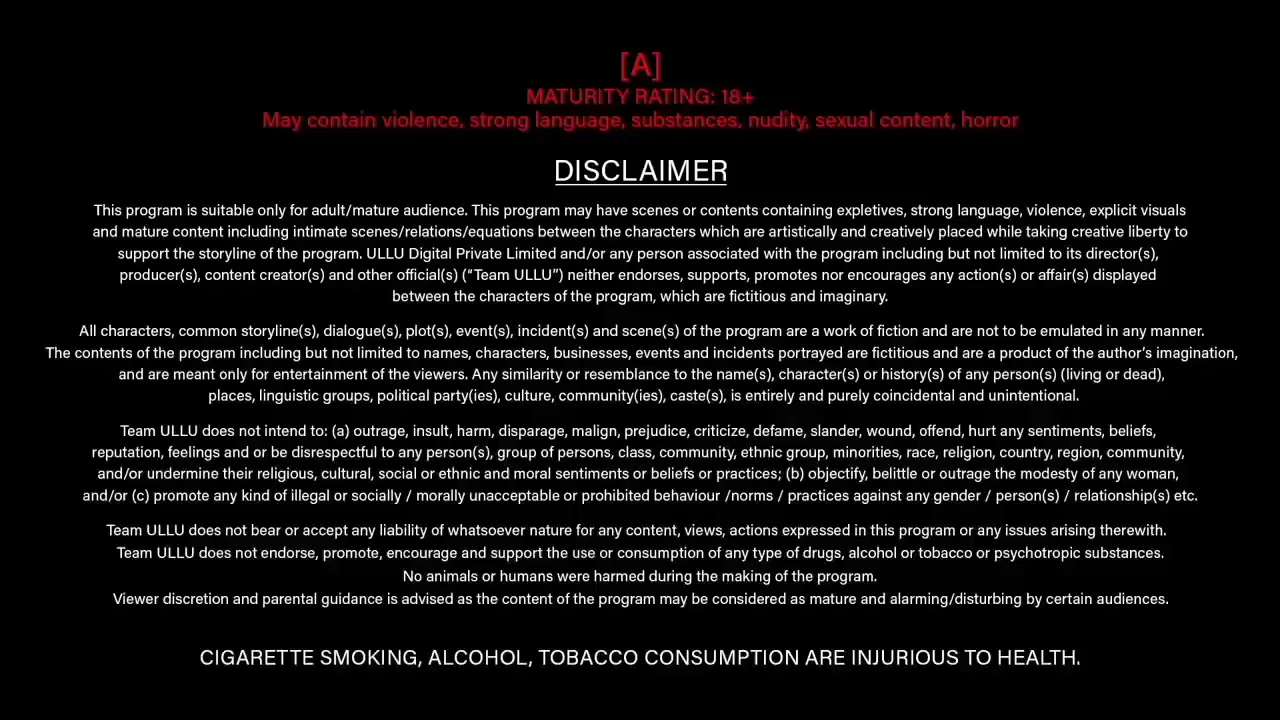 [A]
MATURITY RATING: 18+
May contain violence, strong language, substances, nudity, sexual content, horror
DISCLAIMER
This program is suitable only for adult/mature audience. This program may have scenes or contents containing expletives, strong language, violence, explicit visuals
and mature content including intimate scenes/relations/equations between the characters which are artistically and creatively placed while taking creative liberty to
support the storyline of the program. ULLU Digital Private Limited and/or any person associated with the program including but not limited to its director(s),
producer(s), content creator(s) and other official(s) (“Team ULLU”) neither endorses, supports, promotes nor encourages any action(s) or affair(s) displayed
between the characters of the program, which are fictitious and imaginary.
All characters, common storyline(s), dialogue(s), plot(s), event(s), incident(s) and scene(s) of the program are a work of fiction and are not to be emulated in any manner.
The contents of the program including but not limited to names, characters, businesses, events and incidents portrayed are fictitious and are a product of the author’s imagination,
and are meant only for entertainment of the viewers. Any similarity or resemblance to the name(s), character(s) or history(s) of any person(s) (living or dead),
places, linguistic groups, political party(ies), culture, community(ies), caste(s), is entirely and purely coincidental and unintentional.
Team ULLU does not intend to: (a) outrage, insult, harm, disparage, malign, prejudice, criticize, defame, slander, wound, offend, hurt any sentiments, beliefs,
reputation, feelings and or be disrespectful to any person(s), group of persons, class, community, ethnic group, minorities, race, religion, country, region, community,
and/or undermine their religious, cultural, social or ethnic and moral sentiments or beliefs or practices; (b) objectify, belittle or outrage the modesty of any woman,
and/or (c) promote any kind of illegal or socially / morally unacceptable or prohibited behaviour /norms / practices against any gender / person(s) / relationship(s) etc.
Team ULLU does not bear or accept any liability of whatsoever nature for any content, views, actions expressed in this program or any issues arising therewith.
Team ULLU does not endorse, promote, encourage and support the use or consumption of any type of drugs, alcohol or tobacco or psychotropic substances.
No animals or humans were harmed during the making of the program.
Viewer discretion and parental guidance is advised as the content of the program may be considered as mature and alarming/disturbing by certain audiences.
CIGARETTE SMOKING, ALCOHOL, TOBACCO CONSUMPTION ARE INJURIOUS TO HEALTH.